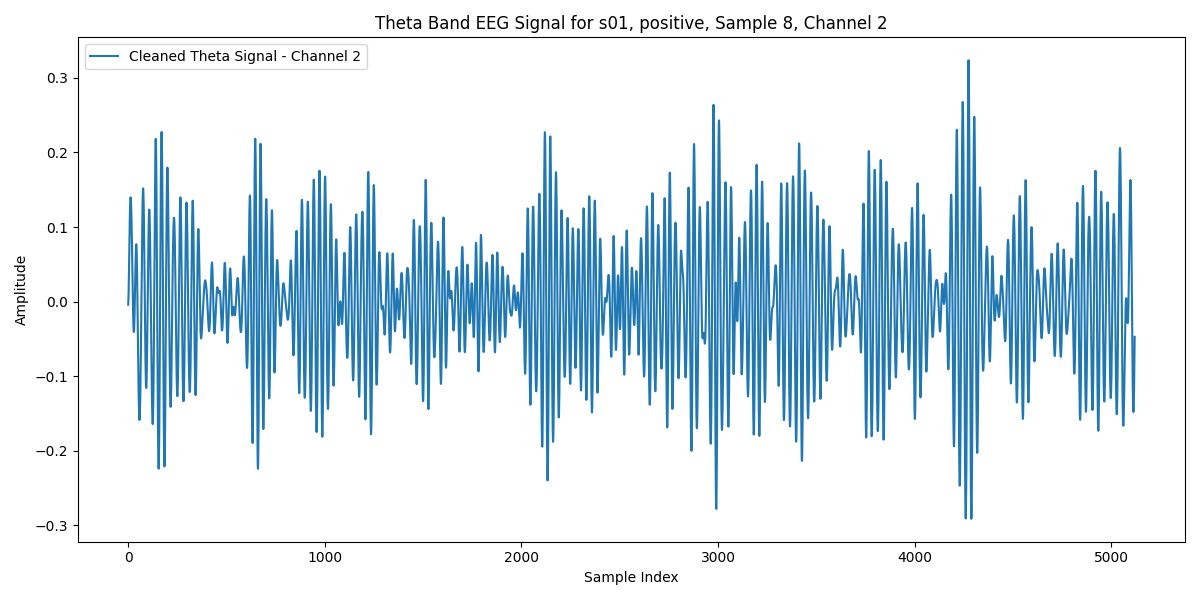 Theta Band EEG Signal for s01, positive, Sample 8, Channel 2
Cleaned Theta Signal - Channel 2
Amplitude
0.3
0.2
0.1
0.0
−0.1
−0.2
−0.3
0 1000 2000 3000 4000 5000
Sample Index